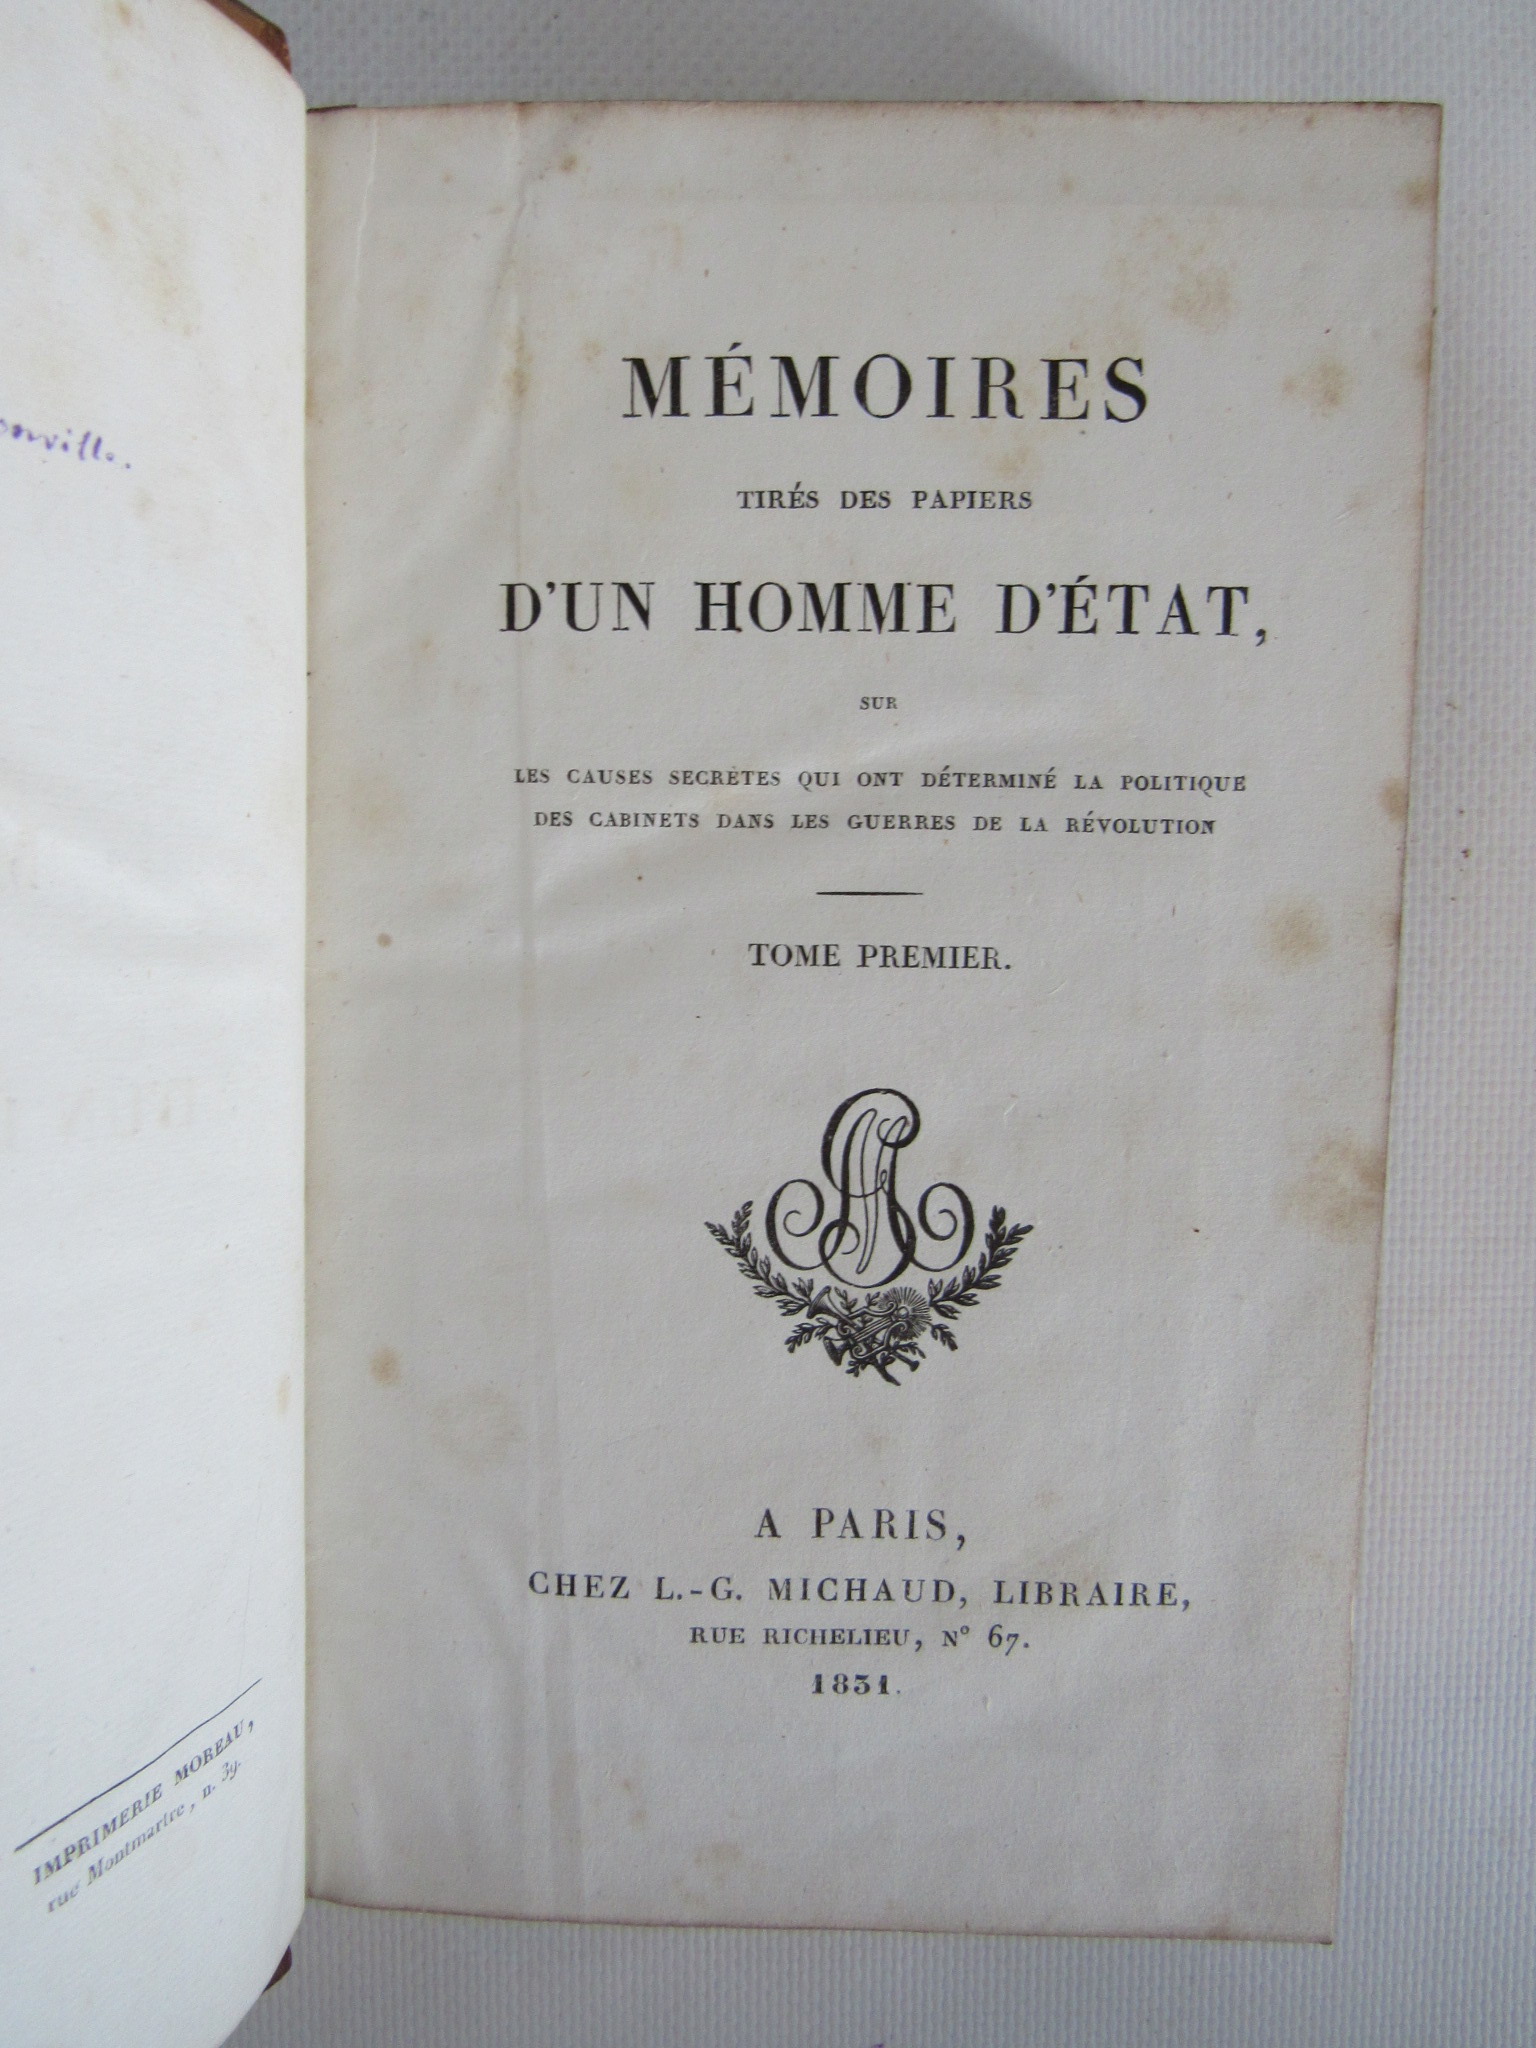 MÉMOIRES
TIRÉS DES PAPIERS
D'UN HOMME D'ÉTAT,
SUR
LES CAUSES SECRÈTES QUI ONT DÉTERMINÉ LA POLITIQUE
DES CABINETS DANS LES GUERRES DE LA RÉVOLUTION
TOME PREMIER.
A PARIS,
CHEZ L.-G. MICHAUD, LIBRAIRE,
RUE RICHELIEU, N° 67.
1831.
IMPRIMERIE MOREAU,
rue Montmartre, n. 39.